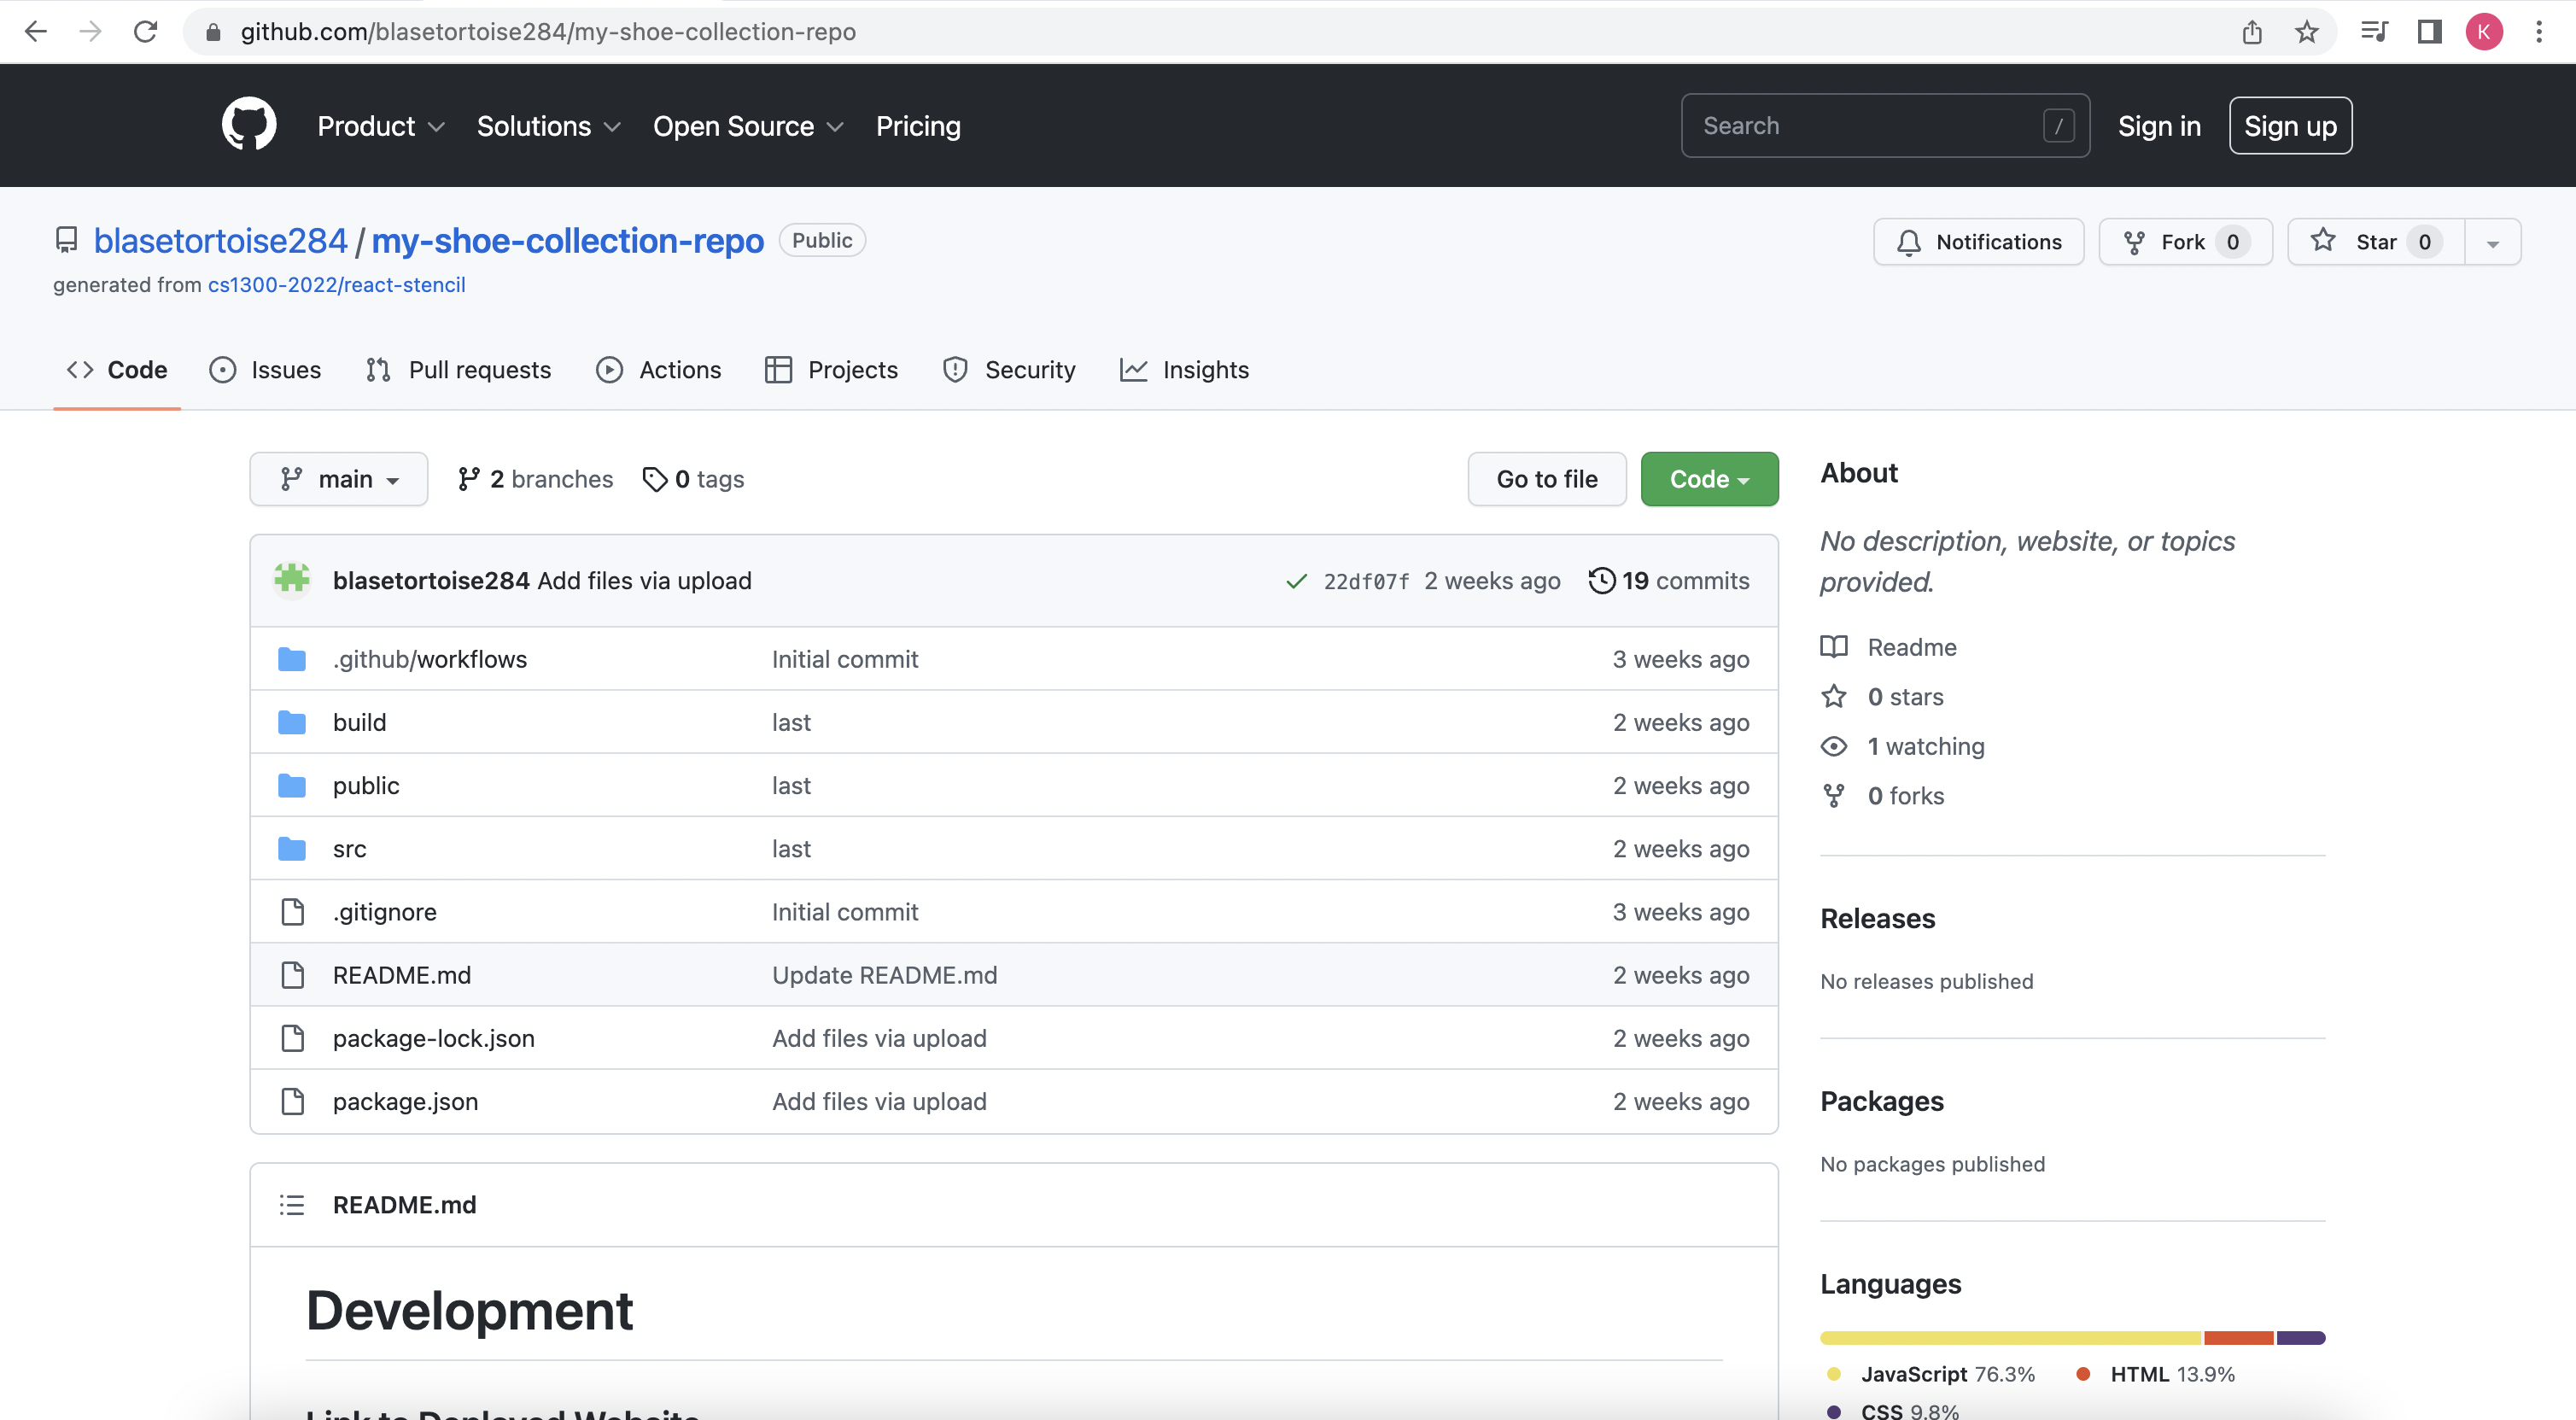 github.com/blasetortoise284/my-shoe-collection-repo
K
Product Solutions Open Source Pricing
Search /
Sign in
Sign up
blasetortoise284 / my-shoe-collection-repo Public
generated from cs1300-2022/react-stencil
Notifications
Fork 0
Star 0
Code Issues Pull requests Actions Projects Security Insights
main 2 branches 0 tags
Go to file
Code
blasetortoise284 Add files via upload 22df07f 2 weeks ago 19 commits
.github/workflows Initial commit 3 weeks ago
build last 2 weeks ago
public last 2 weeks ago
src last 2 weeks ago
.gitignore Initial commit 3 weeks ago
README.md Update README.md 2 weeks ago
package-lock.json Add files via upload 2 weeks ago
package.json Add files via upload 2 weeks ago
README.md
Development
Link to Deployed Website
About
No description, website, or topics
provided.
Readme
0 stars
1 watching
0 forks
Releases
No releases published
Packages
No packages published
Languages
JavaScript 76.3% HTML 13.9%
CSS 9.8%